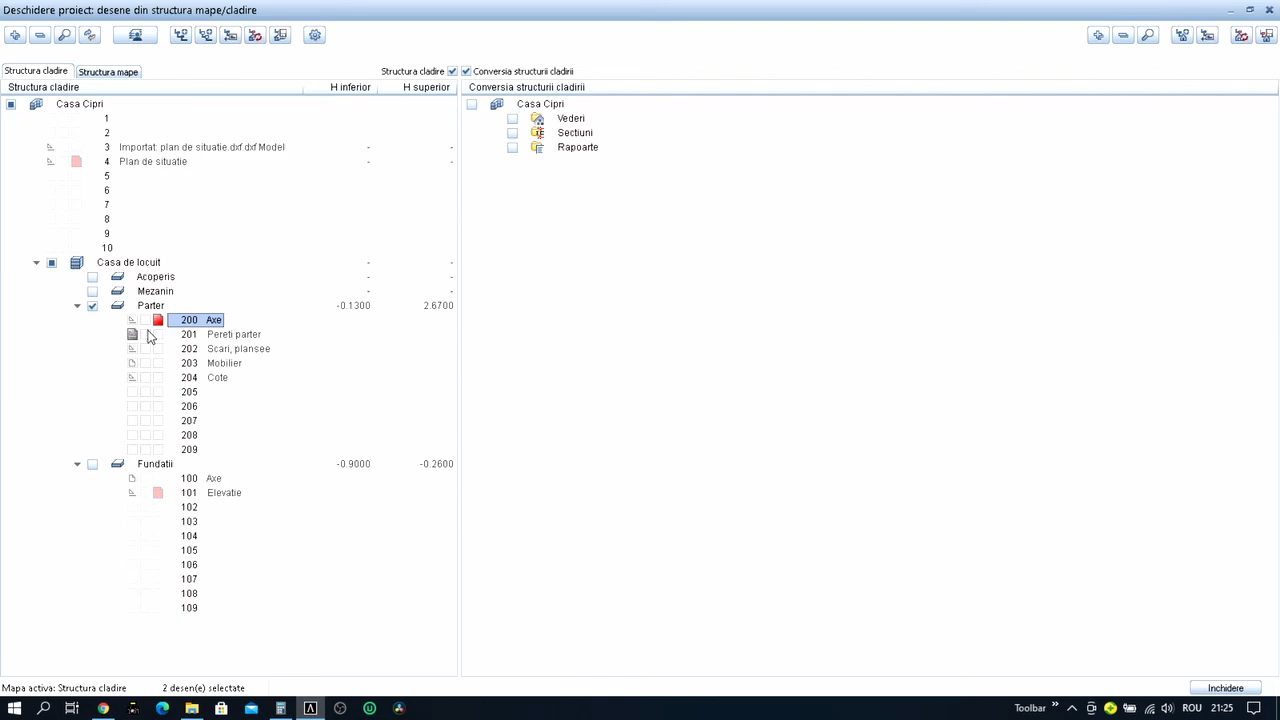 Deschidere proiect: desene din structura mape/cladire
Structura cladire
Structura mape
Structura cladire
Conversia structurii cladirii
Structura cladire H inferior H superior
Conversia structurii cladirii
Casa Cipri
1
2
3 Importat: plan de situatie.dxf dxf Model - -
4 Plan de situatie - -
5
6
7
8
9
10
Casa de locuit - -
Acoperis - -
Mezanin - -
Parter -0.1300 2.6700
200 Axe
201 Pereti parter
202 Scari, plansee
203 Mobilier
204 Cote
205
206
207
208
209
Fundatii -0.9000 -0.2600
100 Axe
101 Elevatie
102
103
104
105
106
107
108
109
Casa Cipri
Vederi
Sectiuni
Rapoarte
Mapa activa: Structura cladire 2 desen(e) selectate
Inchidere
Toolbar
ROU 21:25